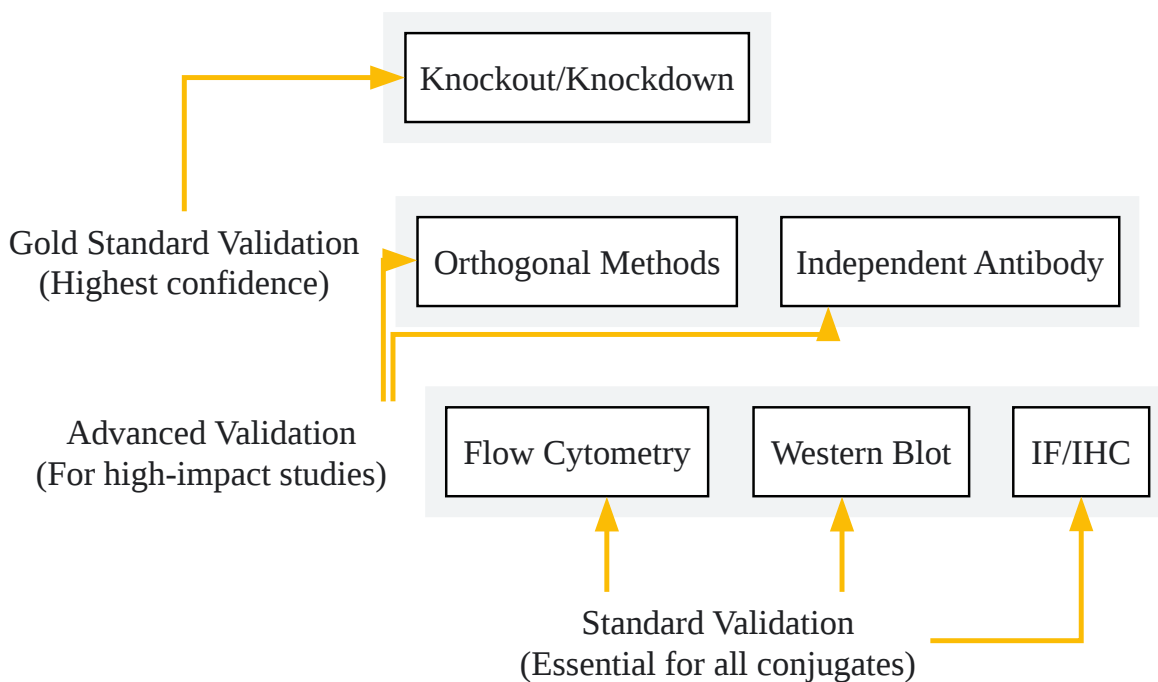 Knockout/Knockdown
Gold Standard Validation
(Highest confidence)
Orthogonal Methods
Independent Antibody
Advanced Validation
(For high-impact studies)
Flow Cytometry
Western Blot
IF/IHC
Standard Validation
(Essential for all conjugates)